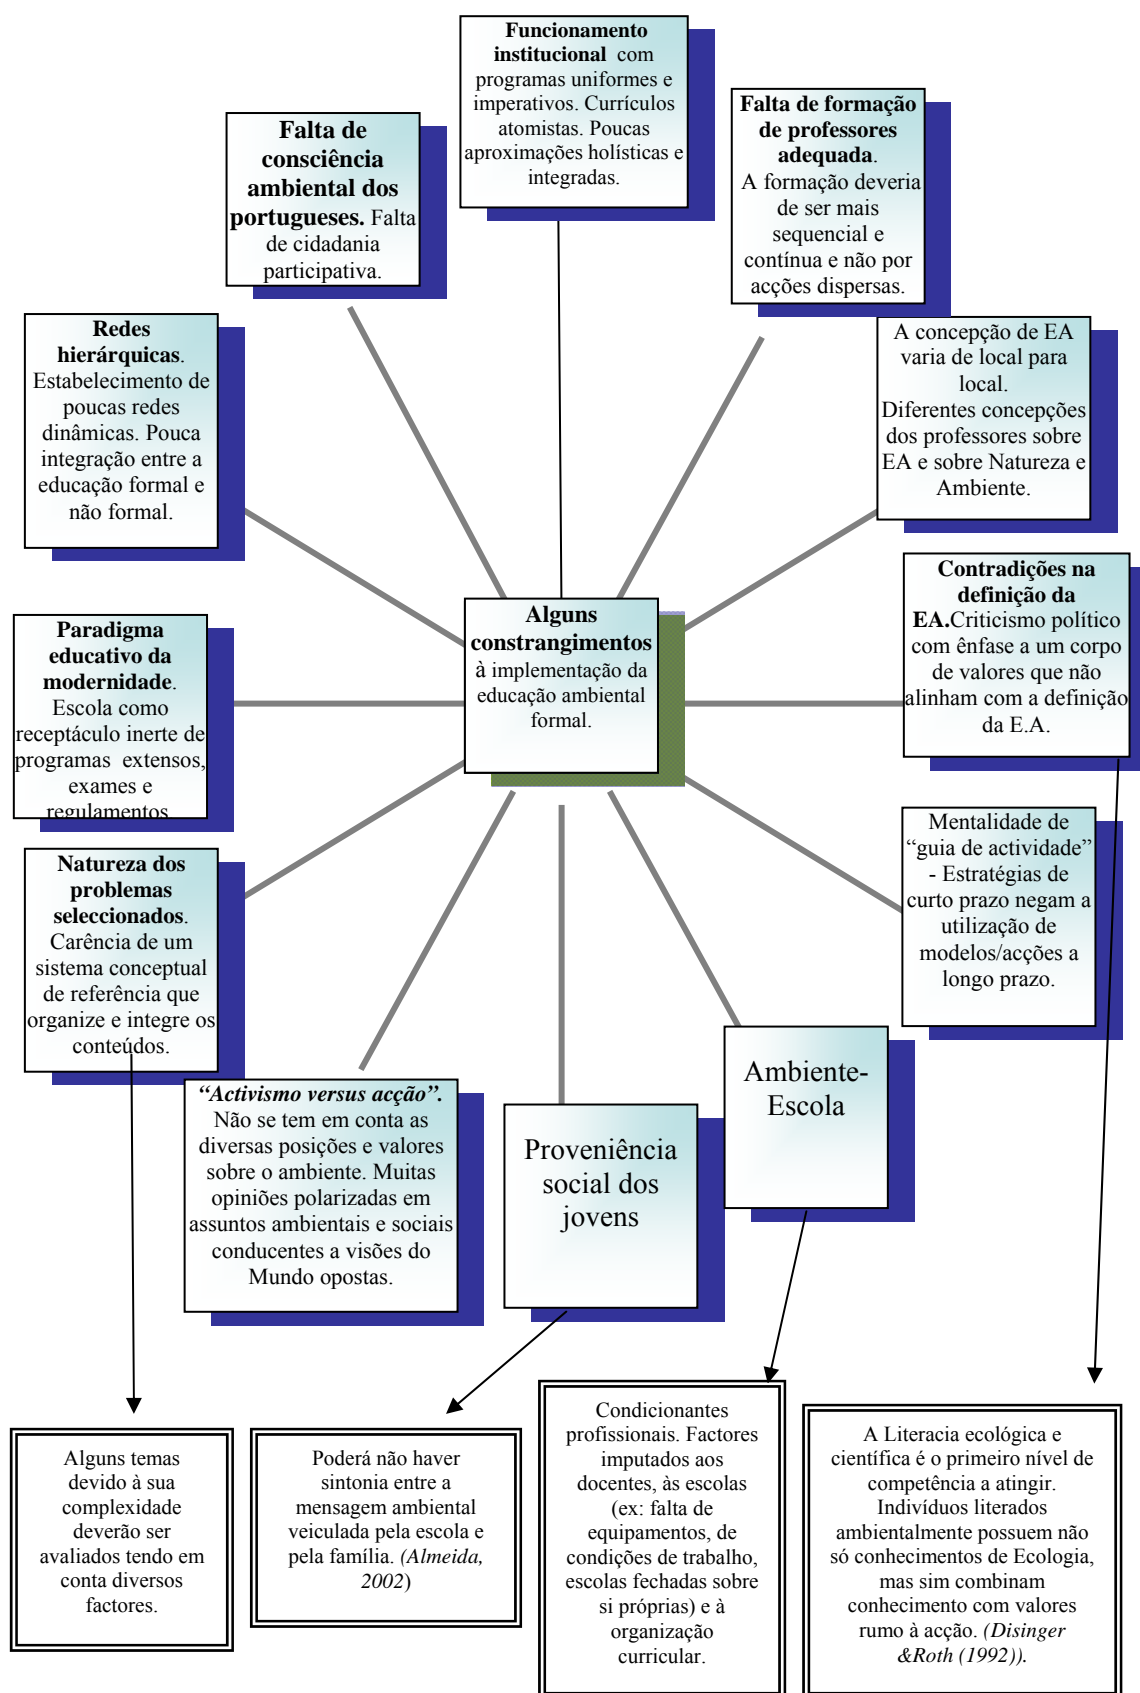 Funcionamento
institucional com
programas uniformes e
imperativos. Currículos
atomistas. Poucas
aproximações holísticas e
integradas.
Falta de formação
de professores
adequada.
A formação deveria
de ser mais
sequencial e
contínua e não por
acções dispersas.
Falta de
consciência
ambiental dos
portugueses. Falta
de cidadania
participativa.
Redes
hierárquicas.
Estabelecimento de
poucas redes
dinâmicas. Pouca
integração entre a
educação formal e
não formal.
A concepção de EA
varia de local para
local.
Diferentes concepções
dos professores sobre
EA e sobre Natureza e
Ambiente.
Contradições na
definição da
EA.Criticismo político
com ênfase a um corpo
de valores que não
alinham com a definição
da E.A.
Alguns
constrangimentos
à implementação da
educação ambiental
formal.
Paradigma
educativo da
modernidade.
Escola como
receptáculo inerte de
programas extensos,
exames e
regulamentos
Mentalidade de
“guia de actividade”
- Estratégias de
curto prazo negam a
utilização de
modelos/acções a
longo prazo.
Natureza dos
problemas
seleccionados.
Carência de um
sistema conceptual
de referência que
organize e integre os
conteúdos.
“Activismo versus acção”.
Não se tem em conta as
diversas posições e valores
sobre o ambiente. Muitas
opiniões polarizadas em
assuntos ambientais e sociais
conducentes a visões do
Mundo opostas.
Proveniência
social dos
jovens
Ambiente-
Escola
Alguns temas
devido à sua
complexidade
deverão ser
avaliados tendo em
conta diversos
factores.
Poderá não haver
sintonia entre a
mensagem ambiental
veiculada pela escola e
pela família. (Almeida,
2002)
Condicionantes
profissionais. Factores
imputados aos
docentes, às escolas
(ex: falta de
equipamentos, de
condições de trabalho,
escolas fechadas sobre
si próprias) e à
organização
curricular.
A Literacia ecológica e
científica é o primeiro nível de
competência a atingir.
Indivíduos literados
ambientalmente possuem não
só conhecimentos de Ecologia,
mas sim combinam
conhecimento com valores
rumo à acção. (Disinger
&Roth (1992)).